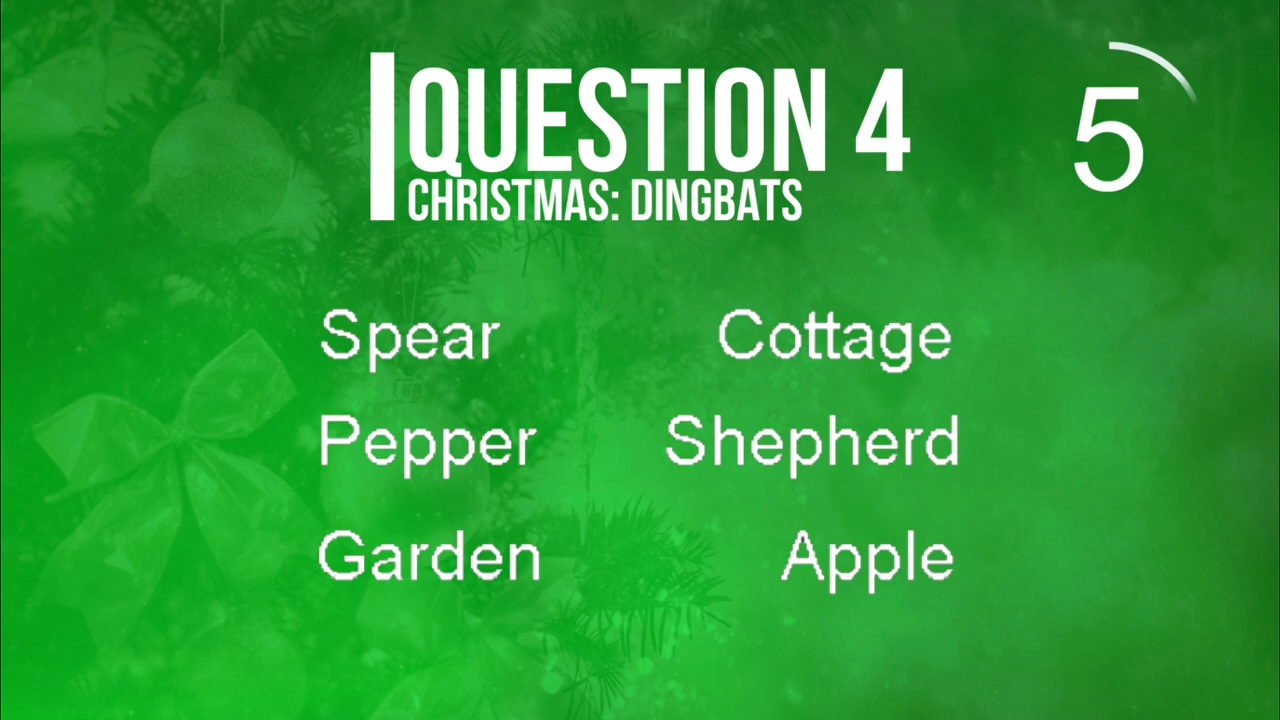 QUESTION 4
CHRISTMAS: DINGBATS
5
Spear Cottage
Pepper Shepherd
Garden Apple